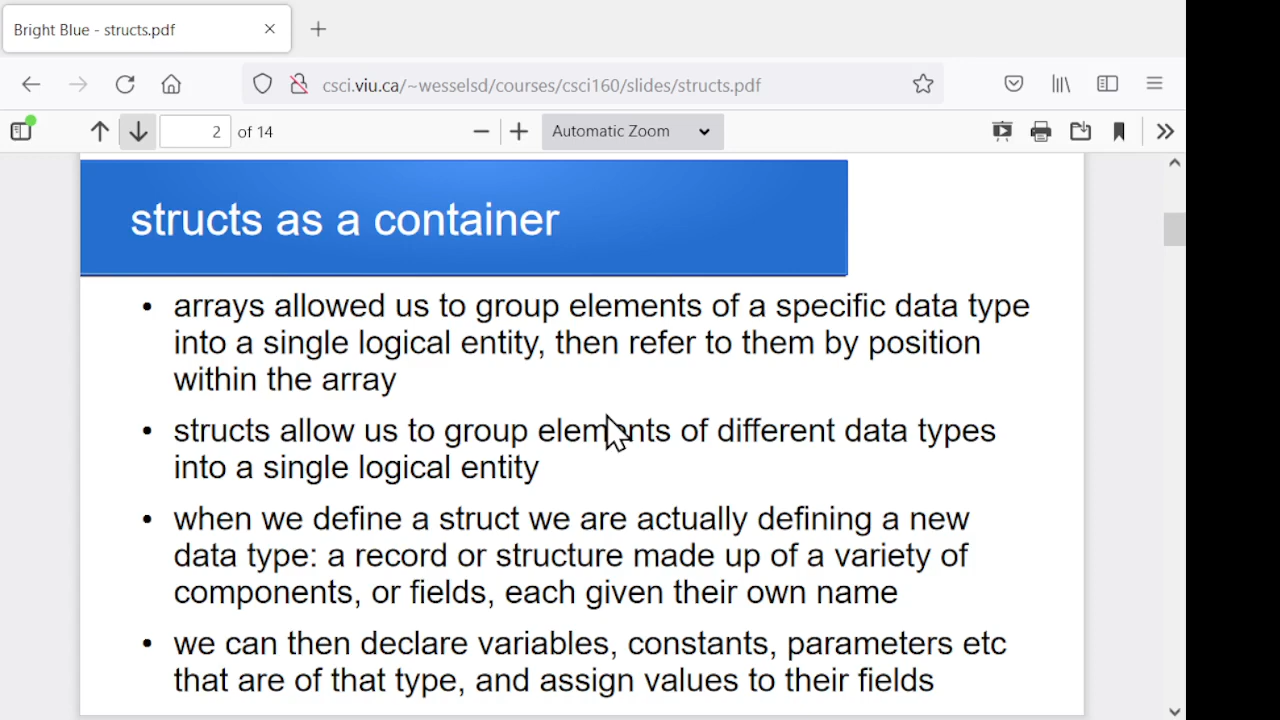 Bright Blue - structs.pdf
csci.viu.ca/~wesselsd/courses/csci160/slides/structs.pdf
2 of 14
Automatic Zoom
structs as a container
• arrays allowed us to group elements of a specific data type
into a single logical entity, then refer to them by position
within the array
• structs allow us to group elements of different data types
into a single logical entity
• when we define a struct we are actually defining a new
data type: a record or structure made up of a variety of
components, or fields, each given their own name
• we can then declare variables, constants, parameters etc
that are of that type, and assign values to their fields